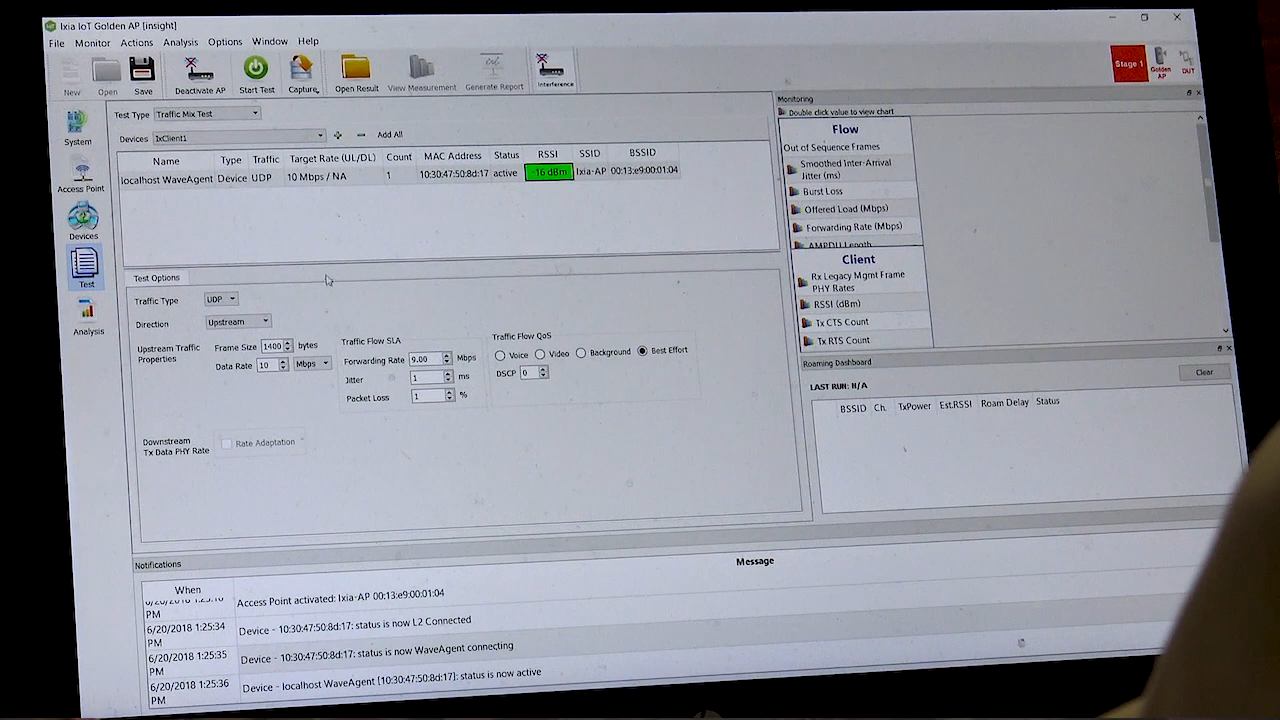 Ixia IoT Golden AP [insight]
File Monitor Actions Analysis Options Window Help
New Open Save Deactivate AP Start Test Capture Open Result View Measurement Generate Report Interference
Stage 1 Golden AP DUT
System
Access Point
Devices
Test
Analysis
Test Type Traffic Mix Test
Devices IxClient1 Add All
Name Type Traffic Target Rate (UL/DL) Count MAC Address Status RSSI SSID BSSID
localhost WaveAgent Device UDP 10 Mbps / NA 1 10:30:47:50:8d:17 active -16 dBm Ixia-AP 00:13:e9:00:01:04
Test Options
Traffic Type UDP
Direction Upstream
Upstream Traffic Properties
Frame Size 1400 bytes
Data Rate 10 Mbps
Traffic Flow SLA
Forwarding Rate 9.00 Mbps
Jitter 1 ms
Packet Loss 1 %
Traffic Flow QoS
Voice Video Background Best Effort
DSCP 0
Downstream
Tx Data PHY Rate
Rate Adaptation
Monitoring
Double click value to view chart
Flow
Out of Sequence Frames
Smoothed Inter-Arrival
Jitter (ms)
Burst Loss
Offered Load (Mbps)
Forwarding Rate (Mbps)
AMPDU Length
Client
Rx Legacy Mgmt Frame
PHY Rates
RSSI (dBm)
Tx CTS Count
Tx RTS Count
Roaming Dashboard
LAST RUN: N/A
Clear
BSSID Ch. TxPower Est.RSSI Roam Delay Status
Notifications
When Message
PM Access Point activated: Ixia-AP 00:13:e9:00:01:04
6/20/2018 1:25:34
PM Device - 10:30:47:50:8d:17: status is now L2 Connected
6/20/2018 1:25:35
PM Device - 10:30:47:50:8d:17: status is now WaveAgent connecting
6/20/2018 1:25:36
PM Device - localhost WaveAgent [10:30:47:50:8d:17]: status is now active